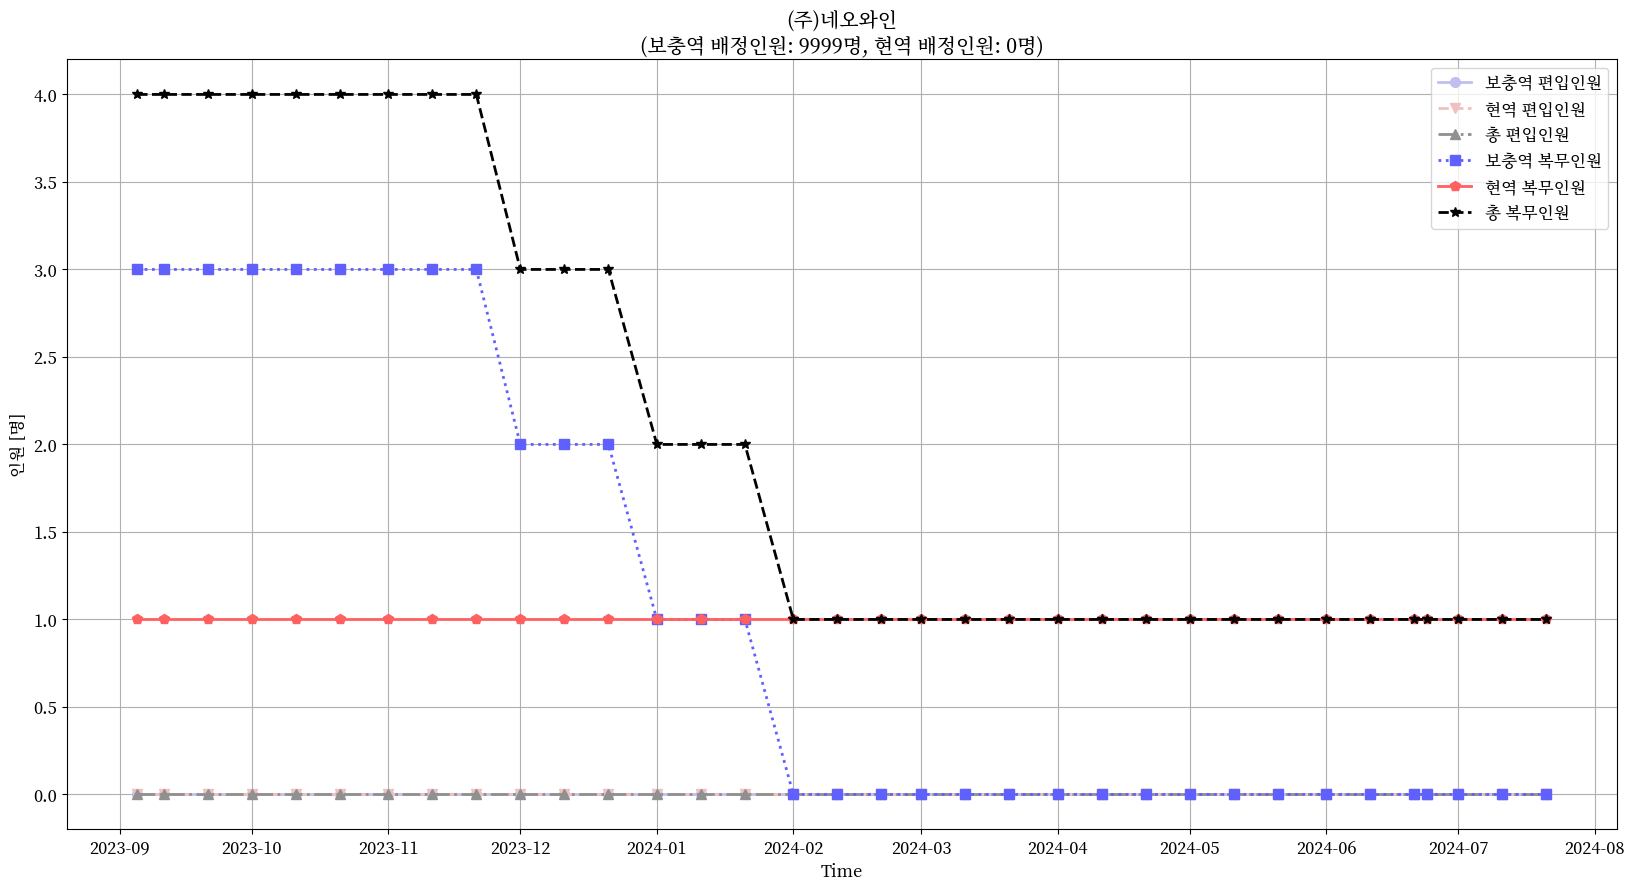 (주)네오와인
(보충역 배정인원: 9999명, 현역 배정인원: 0명)
보충역 편입인원
현역 편입인원
총 편입인원
보충역 복무인원
현역 복무인원
총 복무인원
인원 [명]
4.0
3.5
3.0
2.5
2.0
1.5
1.0
0.5
0.0
2023-09 2023-10 2023-11 2023-12 2024-01 2024-02 2024-03 2024-04 2024-05 2024-06 2024-07 2024-08
Time